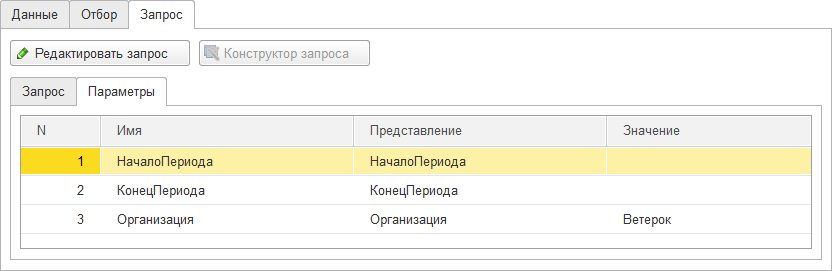 Данные Отбор Запрос
Редактировать запрос Конструктор запроса
Запрос Параметры
N Имя Представление Значение
1 НачалоПериода НачалоПериода
2 КонецПериода КонецПериода
3 Организация Организация Ветерок